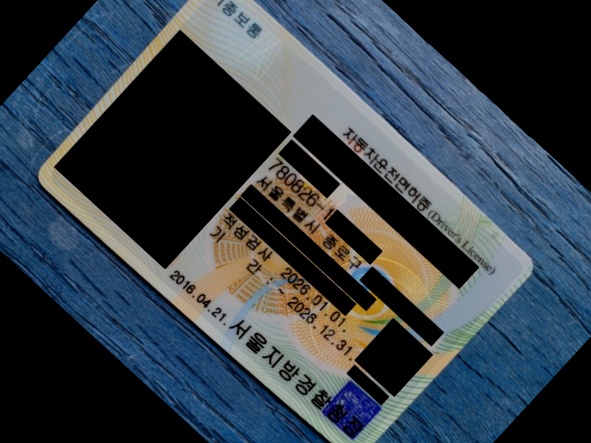 종보통
자동차운전면허증 (Driver's License)
780826-1
서울특별시 종로구
적성검사 2026.01.01.
기 간 : ~ 2026.12.31.
2016.04.21. 서울지방경찰청장